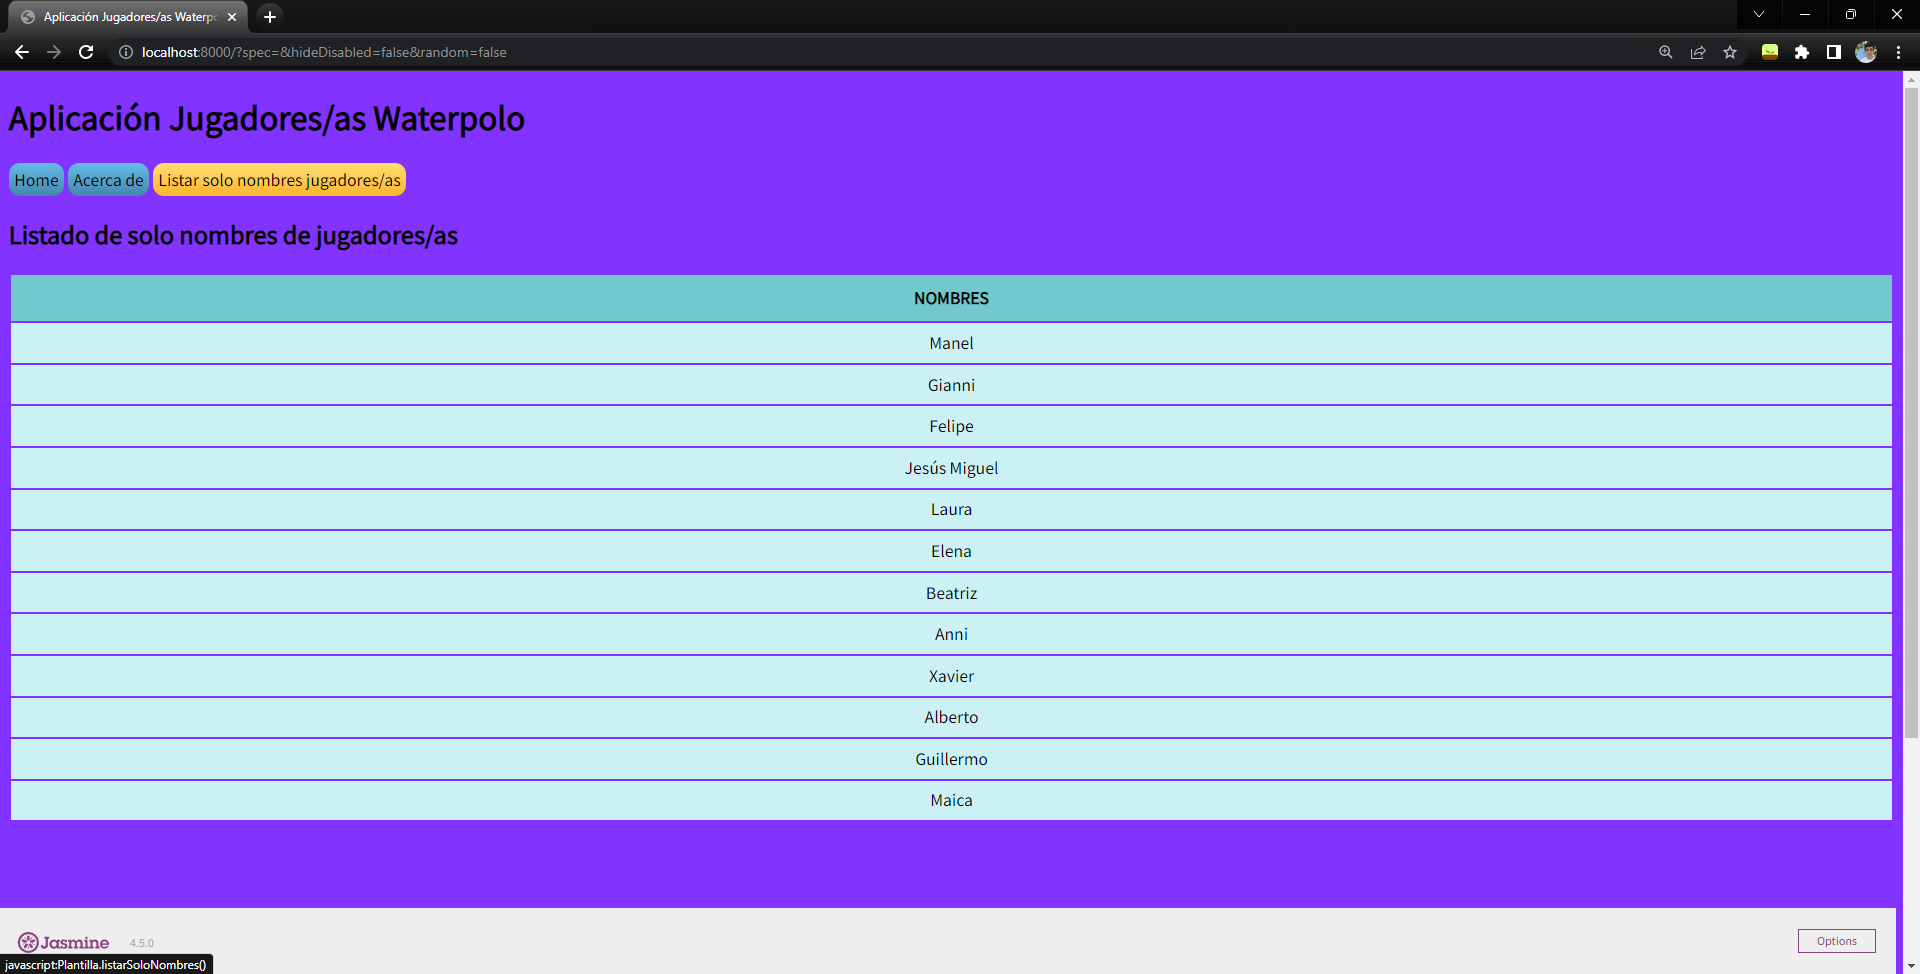 Aplicación Jugadores/as Waterpo
localhost:8000/?spec=&hideDisabled=false&random=false
Aplicación Jugadores/as Waterpolo
Home Acerca de Listar solo nombres jugadores/as
Listado de solo nombres de jugadores/as
NOMBRES
Manel
Gianni
Felipe
Jesús Miguel
Laura
Elena
Beatriz
Anni
Xavier
Alberto
Guillermo
Maica
Jasmine 4.5.0
Options
javascript:Plantilla.listarSoloNombres()